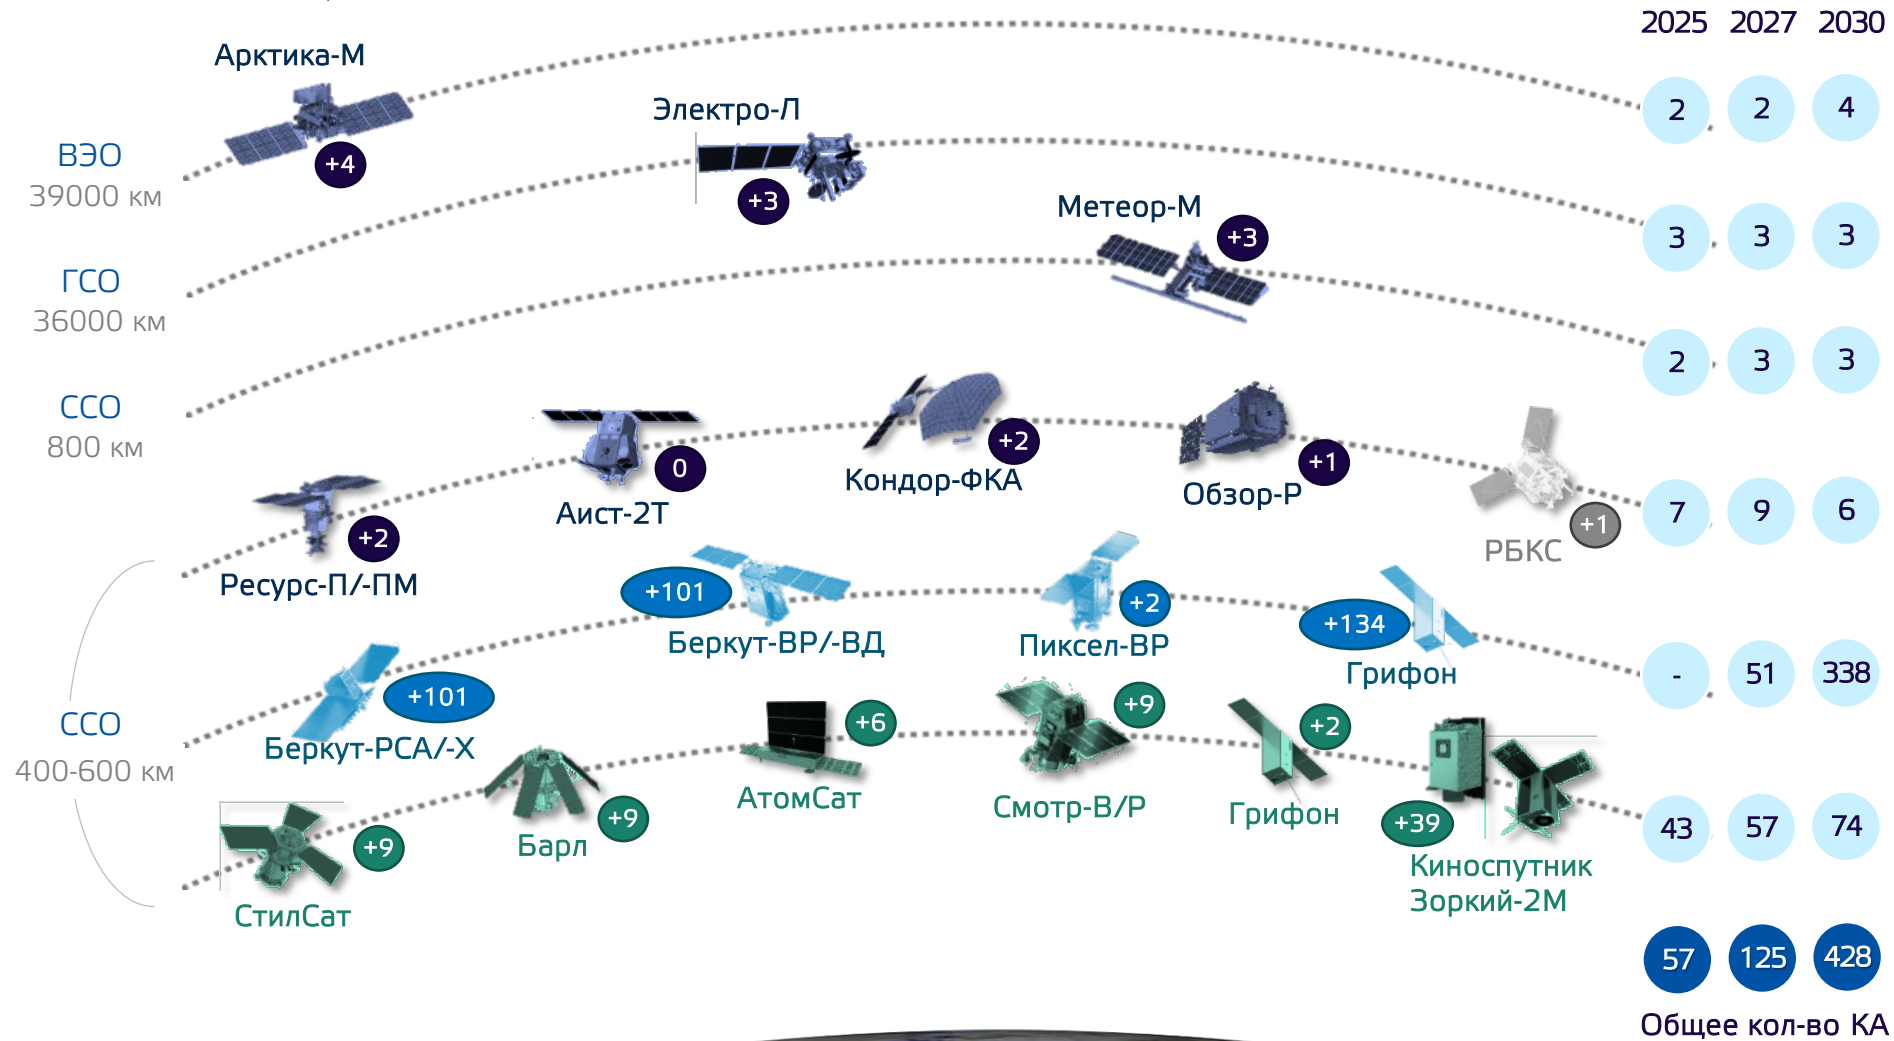 2025 2027 2030
Арктика-М
+4
2 2 4
ВЭО
39000 км
Электро-Л
+3
3 3 3
ГСО
36000 км
Метеор-М
+3
2 3 3
ССО
800 км
Ресурс-П/-ПМ
+2
Аист-2Т
0
Кондор-ФКА
+2
Обзор-Р
+1
РБКС
+1
7 9 6
Беркут-РСА/-Х
+101
+101
Беркут-ВР/-ВД
+2
Пиксел-ВР
+134
Грифон
- 51 338
ССО
400-600 км
СтилСат
+9
Барл
+9
АтомСат
+6
Смотр-В/Р
+9
Грифон
+2
+39
Киноспутник
Зоркий-2М
43 57 74
57 125 428
Общее кол-во КА